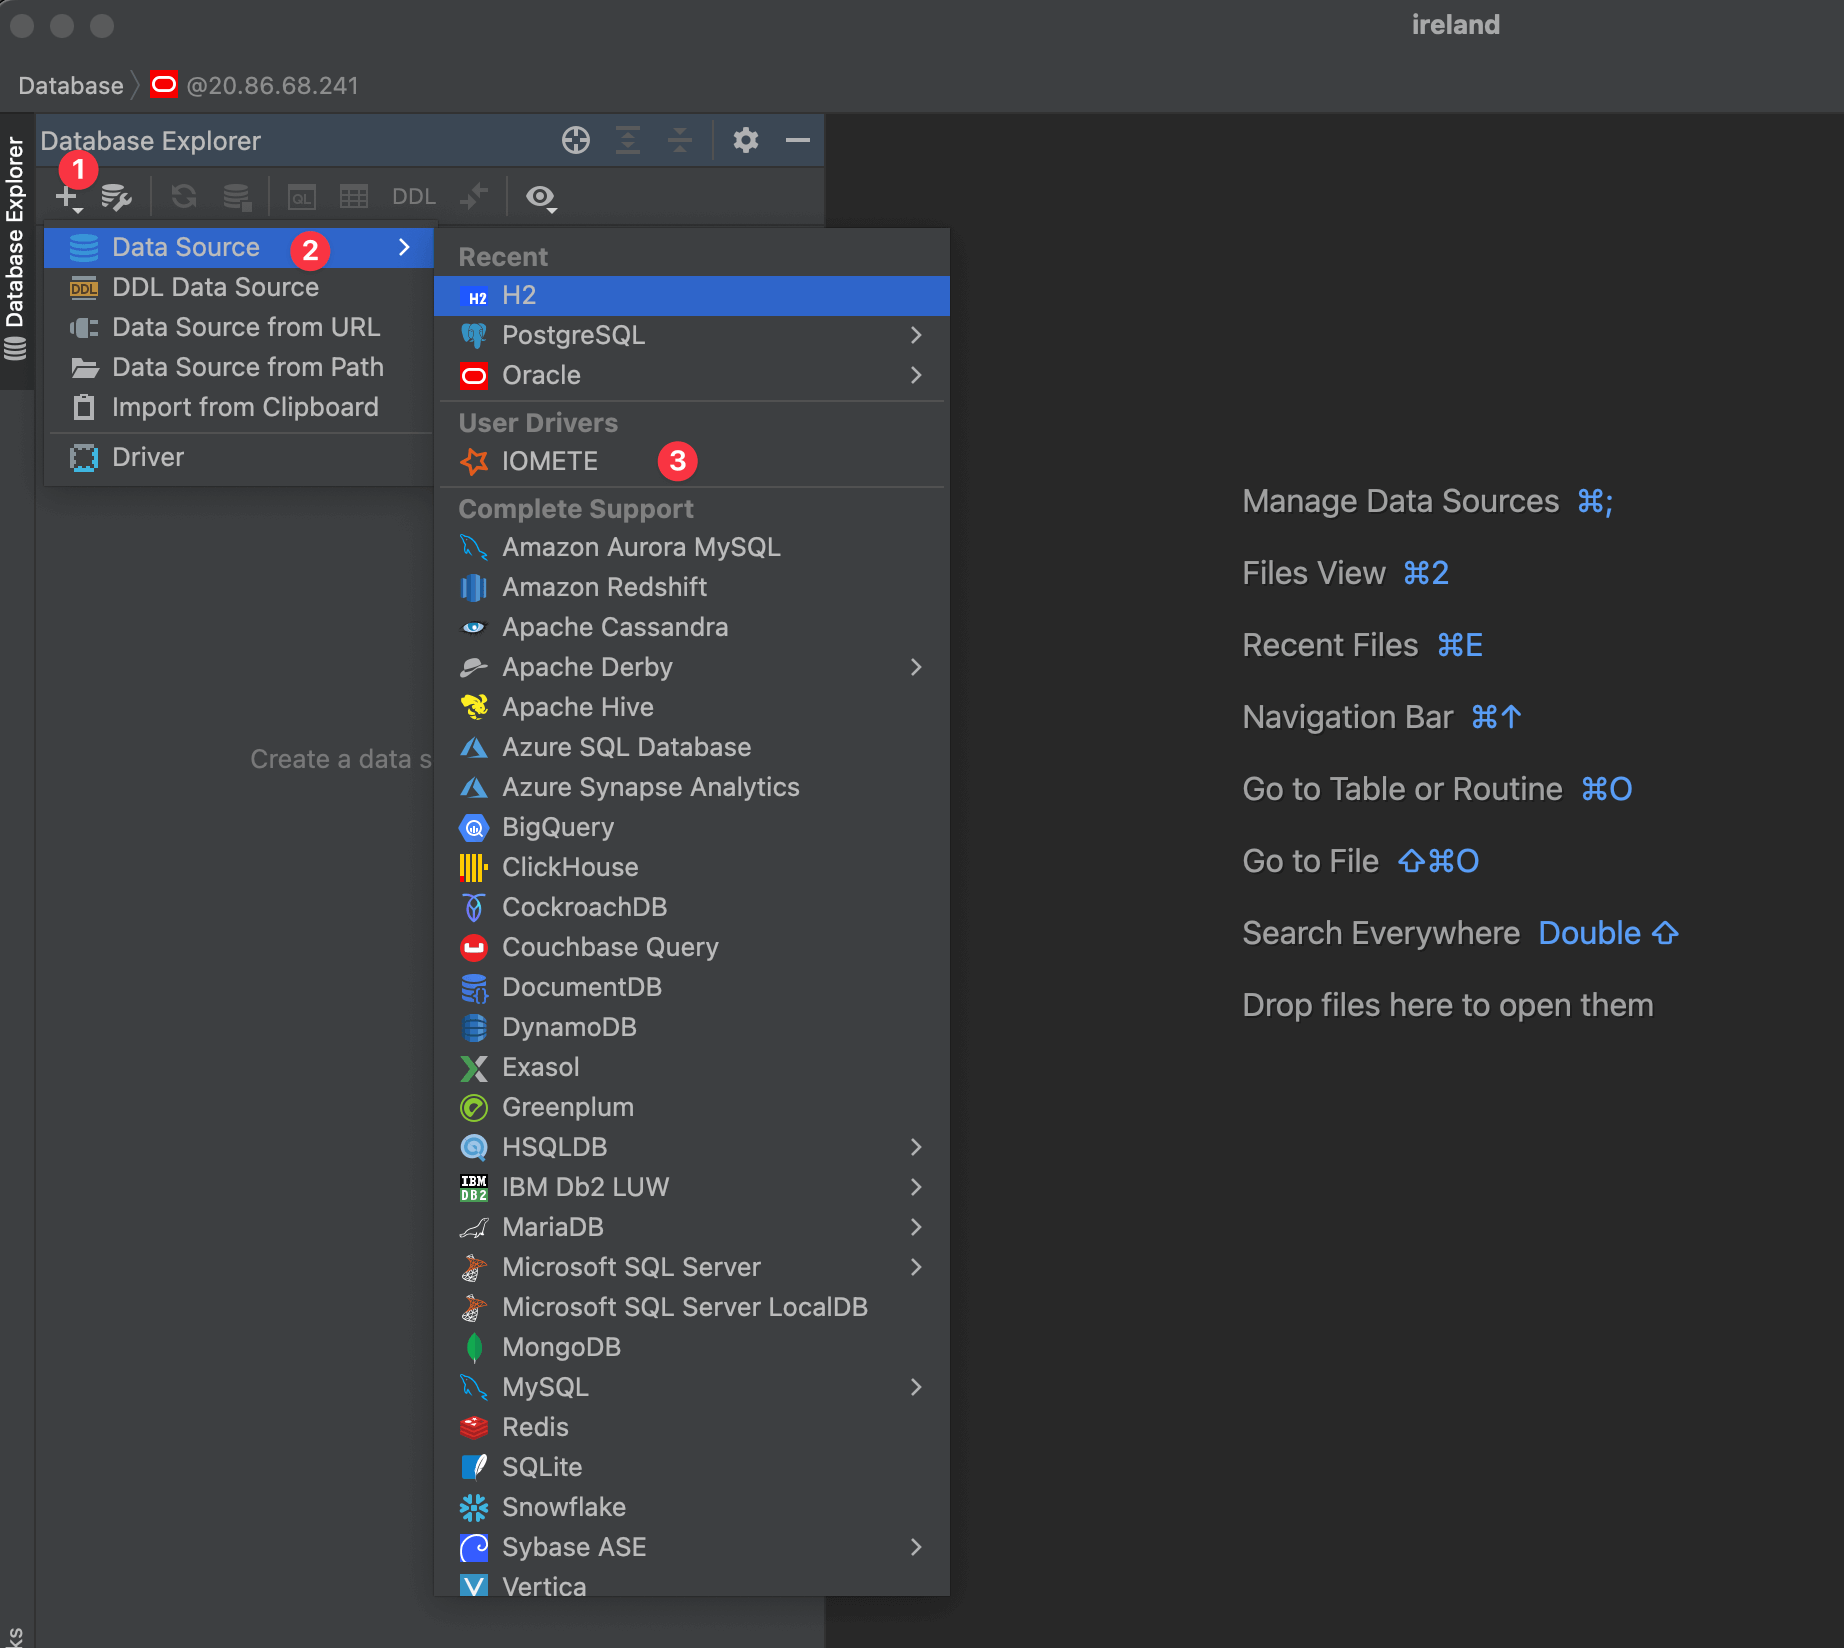 ireland
Database
@20.86.68.241
Database Explorer
Database Explorer
1
QL
DDL
Data Source
2
DDL
DDL Data Source
Data Source from URL
Data Source from Path
Import from Clipboard
Driver
Create a data s
Recent
H2
H2
PostgreSQL
Oracle
User Drivers
IOMETE
3
Complete Support
Amazon Aurora MySQL
Amazon Redshift
Apache Cassandra
Apache Derby
Apache Hive
Azure SQL Database
Azure Synapse Analytics
BigQuery
ClickHouse
CockroachDB
Couchbase Query
DocumentDB
DynamoDB
Exasol
Greenplum
HSQLDB
IBM DB2
IBM Db2 LUW
MariaDB
Microsoft SQL Server
Microsoft SQL Server LocalDB
MongoDB
MySQL
Redis
SQLite
Snowflake
Sybase ASE
V
Vertica
Manage Data Sources ⌘;
Files View ⌘2
Recent Files ⌘E
Navigation Bar ⌘↑
Go to Table or Routine ⌘O
Go to File ⇧⌘O
Search Everywhere Double ⇧
Drop files here to open them
ks